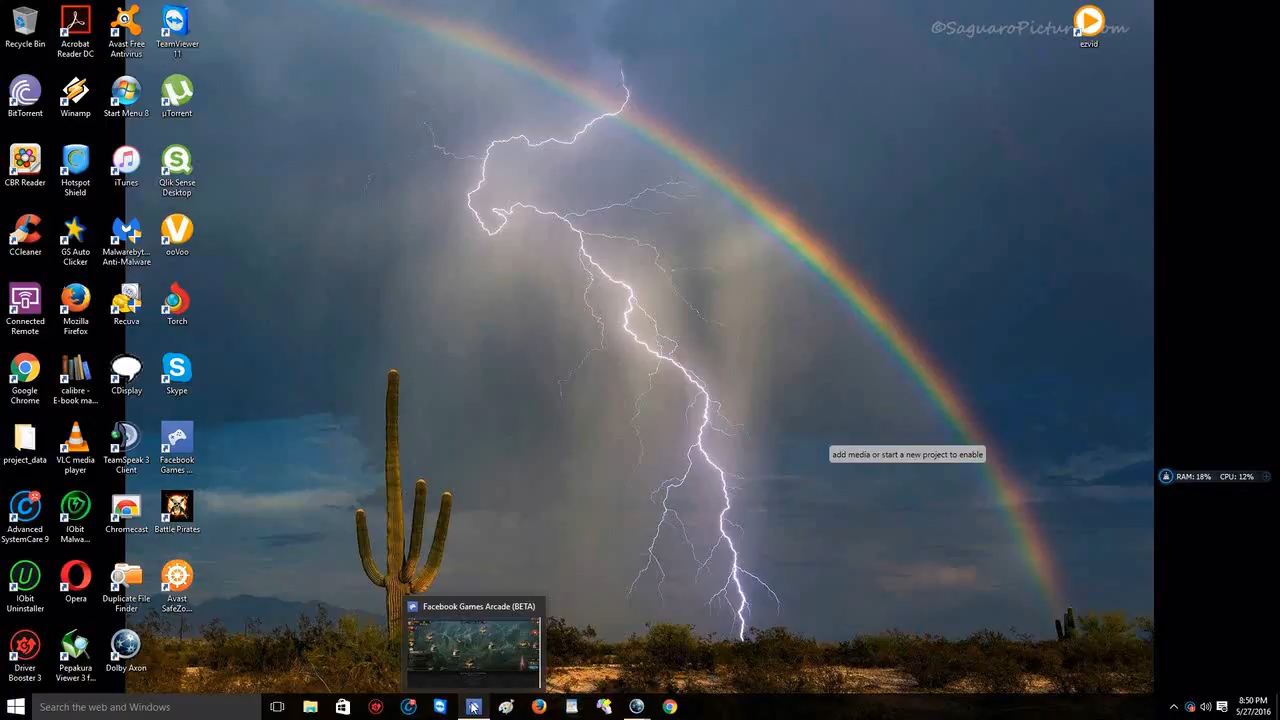 ©SaguaroPicture
om
ezvid
Recycle Bin
Acrobat
Reader DC
Avast Free
Antivirus
TeamViewer
11
BitTorrent
Winamp
Start Menu 8
µTorrent
CBR Reader
Hotspot
Shield
iTunes
Qlik Sense
Desktop
CCleaner
GS Auto
Clicker
Malwarebyt...
Anti-Malware
ooVoo
Connected
Remote
Mozilla
Firefox
Recuva
Torch
Google
Chrome
calibre -
E-book ma...
CDisplay
Skype
project_data
VLC media
player
TeamSpeak 3
Client
Facebook
Games ...
add media or start a new project to enable
RAM: 18% CPU: 12%
Advanced
SystemCare 9
IObit
Malwa...
Chromecast
Battle Pirates
IObit
Uninstaller
Opera
Duplicate File
Finder
Avast
SafeZo...
Facebook Games Arcade (BETA)
Driver
Booster 3
Pepakura
Viewer 3 f...
Dolby Axon
Search the web and Windows
8:50 PM
5/27/2016